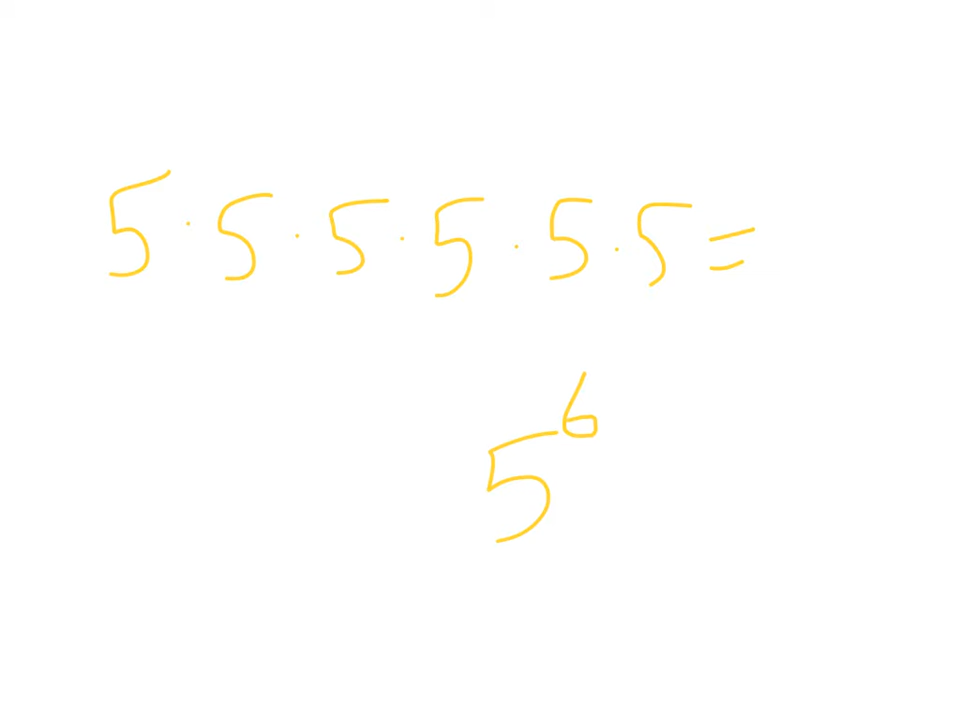 5 · 5 · 5 · 5 · 5 · 5 =
5⁶